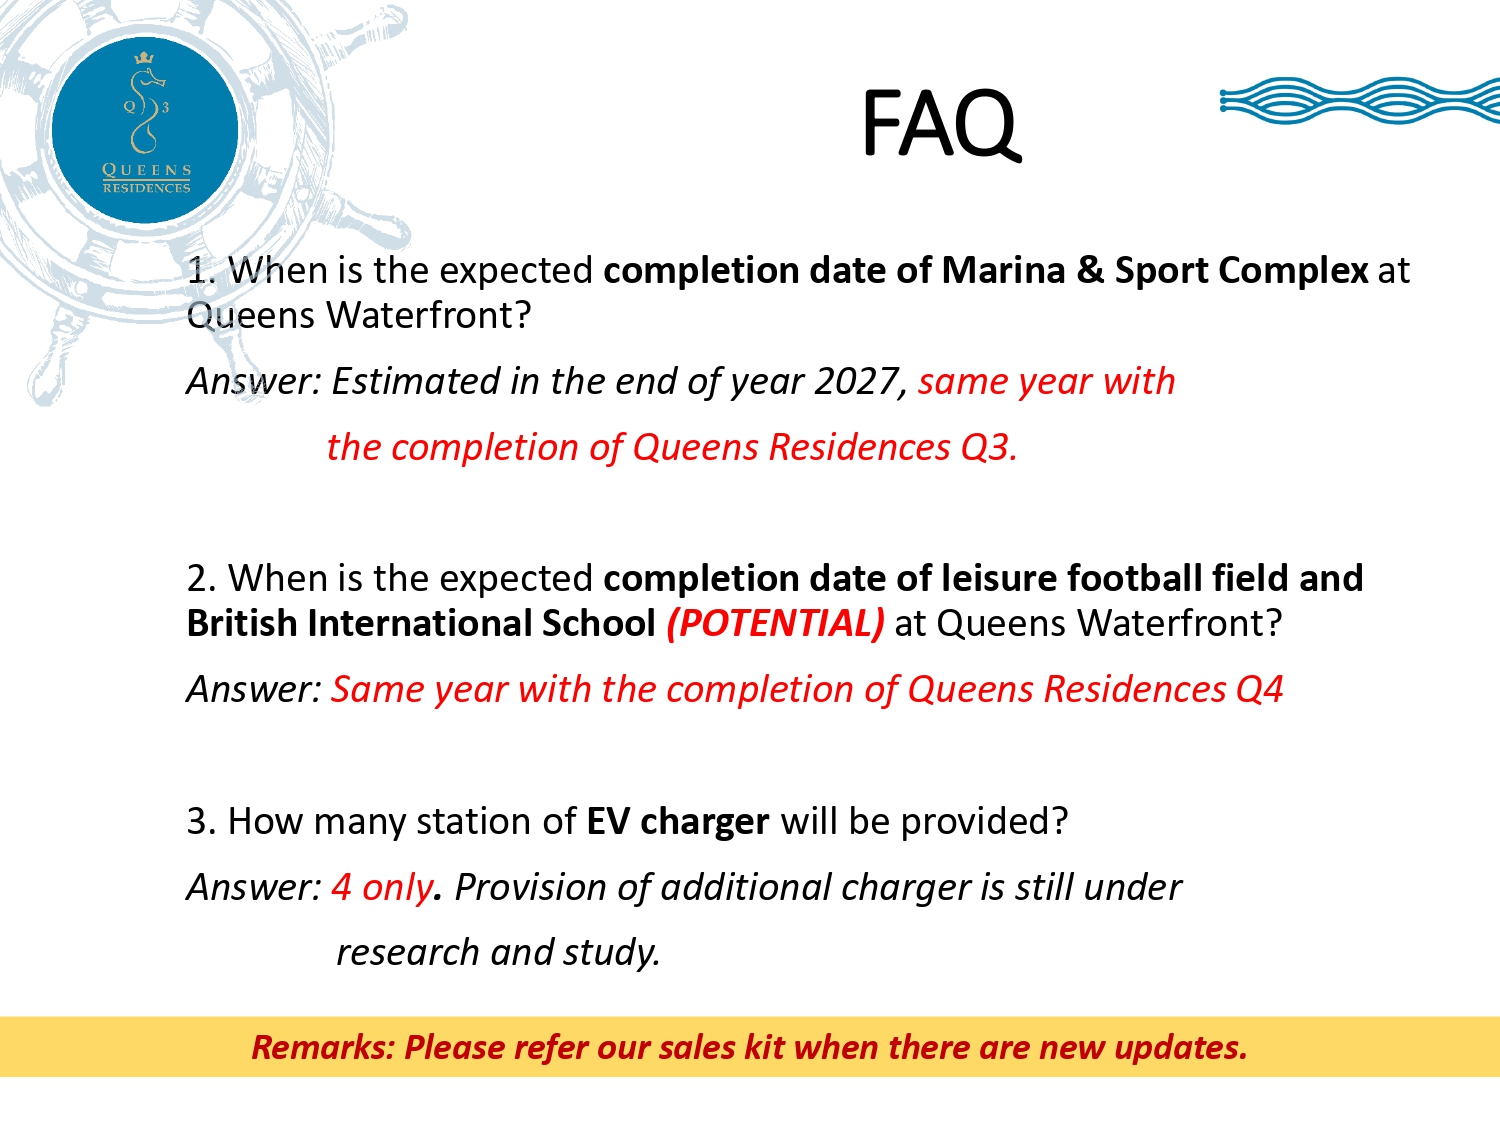 Q 3
QUEENS
RESIDENCES
FAQ
1. When is the expected completion date of Marina & Sport Complex at
Queens Waterfront?
Answer: Estimated in the end of year 2027, same year with
the completion of Queens Residences Q3.
2. When is the expected completion date of leisure football field and
British International School (POTENTIAL) at Queens Waterfront?
Answer: Same year with the completion of Queens Residences Q4
3. How many station of EV charger will be provided?
Answer: 4 only. Provision of additional charger is still under
research and study.
Remarks: Please refer our sales kit when there are new updates.